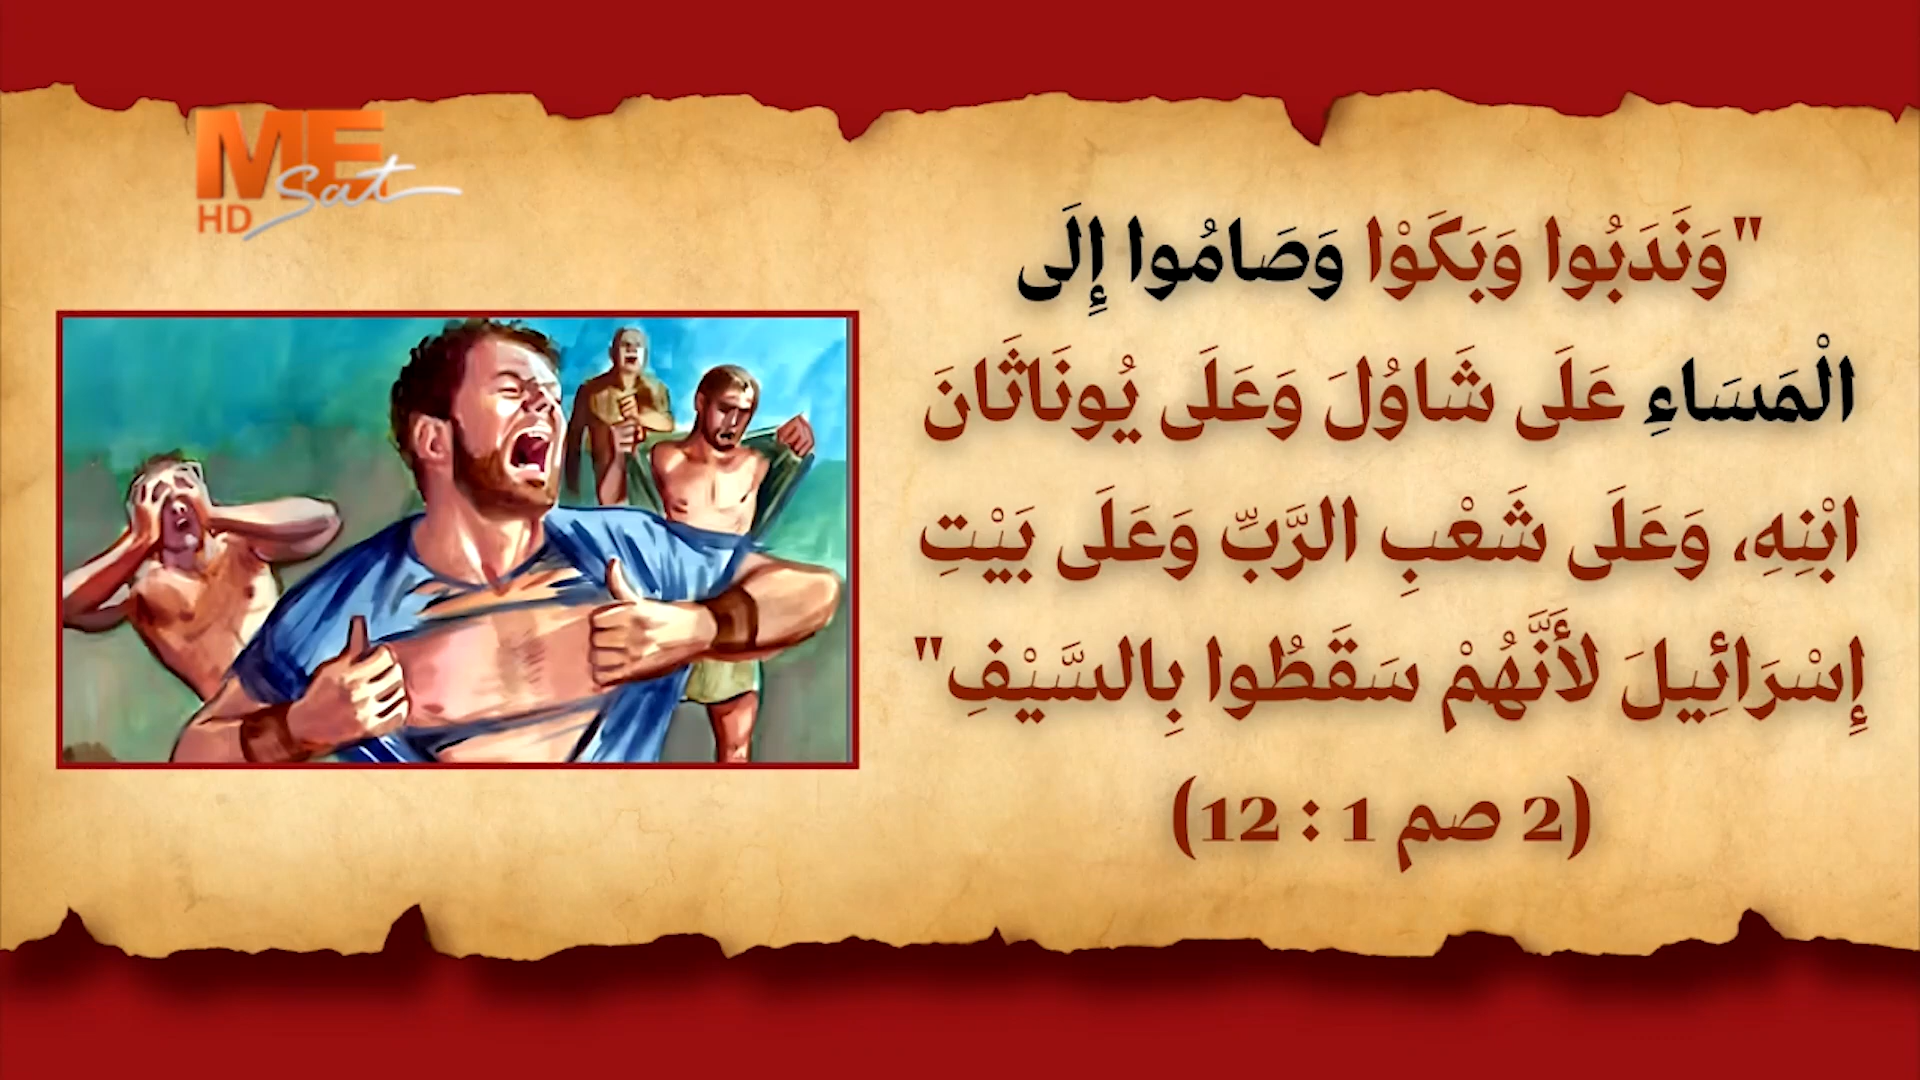 ME
Sat
HD
"وَنَدَبُوا وَبَكَوْا وَصَامُوا إِلَى
الْمَسَاءِ عَلَى شَاوُلَ وَعَلَى يُونَاثَانَ
ابْنِهِ، وَعَلَى شَعْبِ الرَّبِّ وَعَلَى بَيْتِ
إِسْرَائِيلَ لأَنَّهُمْ سَقَطُوا بِالسَّيْفِ"
(2 صم 1 : 12)